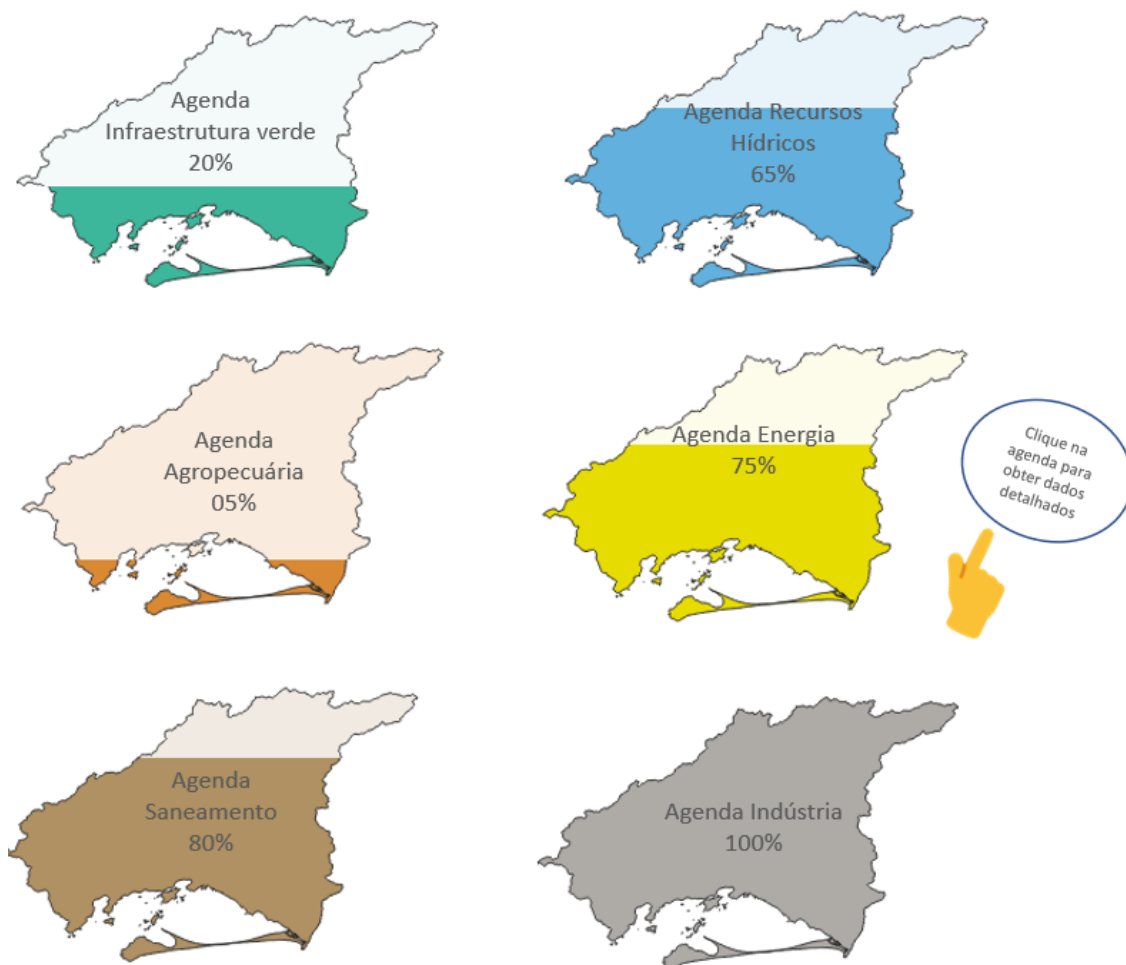 Agenda
Infraestrutura verde
20%
Agenda Recursos
Hídricos
65%
Agenda
Agropecuária
05%
Agenda Energia
75%
Clique na
agenda para
obter dados
detalhados
Agenda
Saneamento
80%
Agenda Indústria
100%